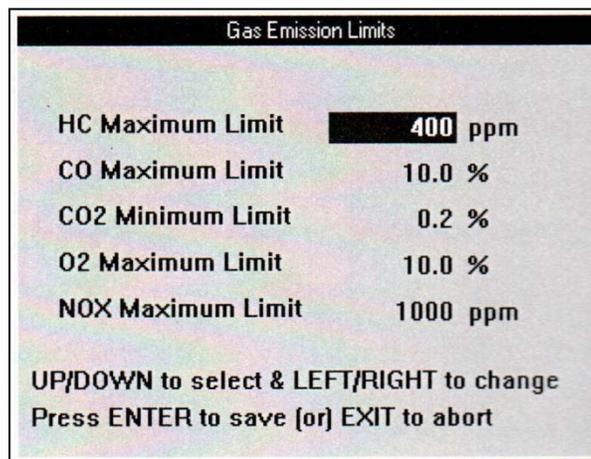 Gas Emission Limits
HC Maximum Limit 400 ppm
CO Maximum Limit 10.0 %
CO2 Minimum Limit 0.2 %
O2 Maximum Limit 10.0 %
NOX Maximum Limit 1000 ppm
UP/DOWN to select & LEFT/RIGHT to change
Press ENTER to save (or) EXIT to abort